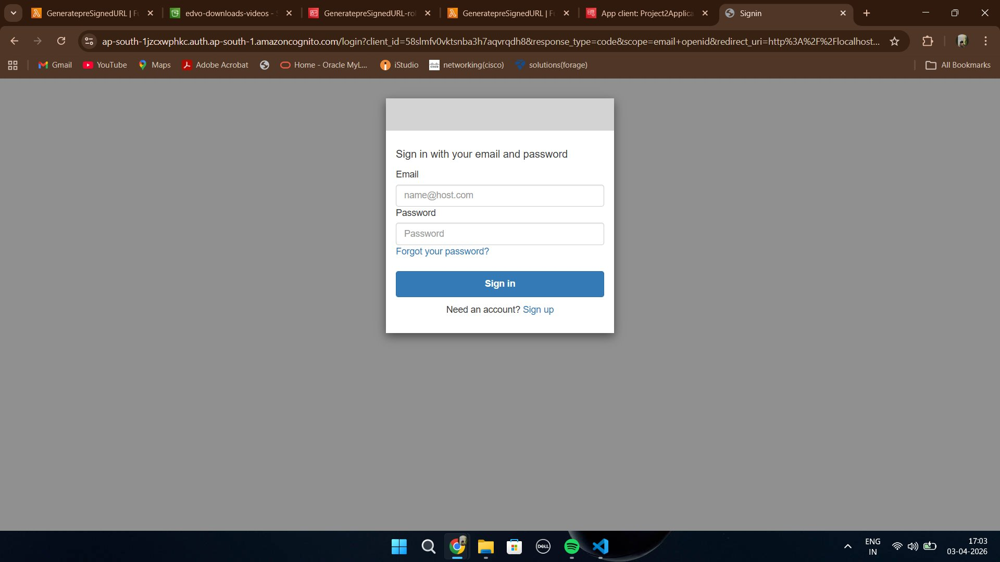 GeneratepreSignedURL | Fu
edvo-downloads-videos - S
GeneratepreSignedURL-rol
GeneratepreSignedURL | Fu
App client: Project2Applica
Signin
ap-south-1jzcxwphkc.auth.ap-south-1.amazoncognito.com/login?client_id=58slmfv0vktsnba3h7aqvrqdh8&response_type=code&scope=email+openid&redirect_uri=http%3A%2F%2Flocalhost...
Gmail
YouTube
Maps
Adobe Acrobat
Home - Oracle MyL...
iStudio
networking(cisco)
solutions(forage)
All Bookmarks
Sign in with your email and password
Email
name@host.com
Password
Password
Forgot your password?
Sign in
Need an account? Sign up
DELL
ENG
IN
17:03
03-04-2026